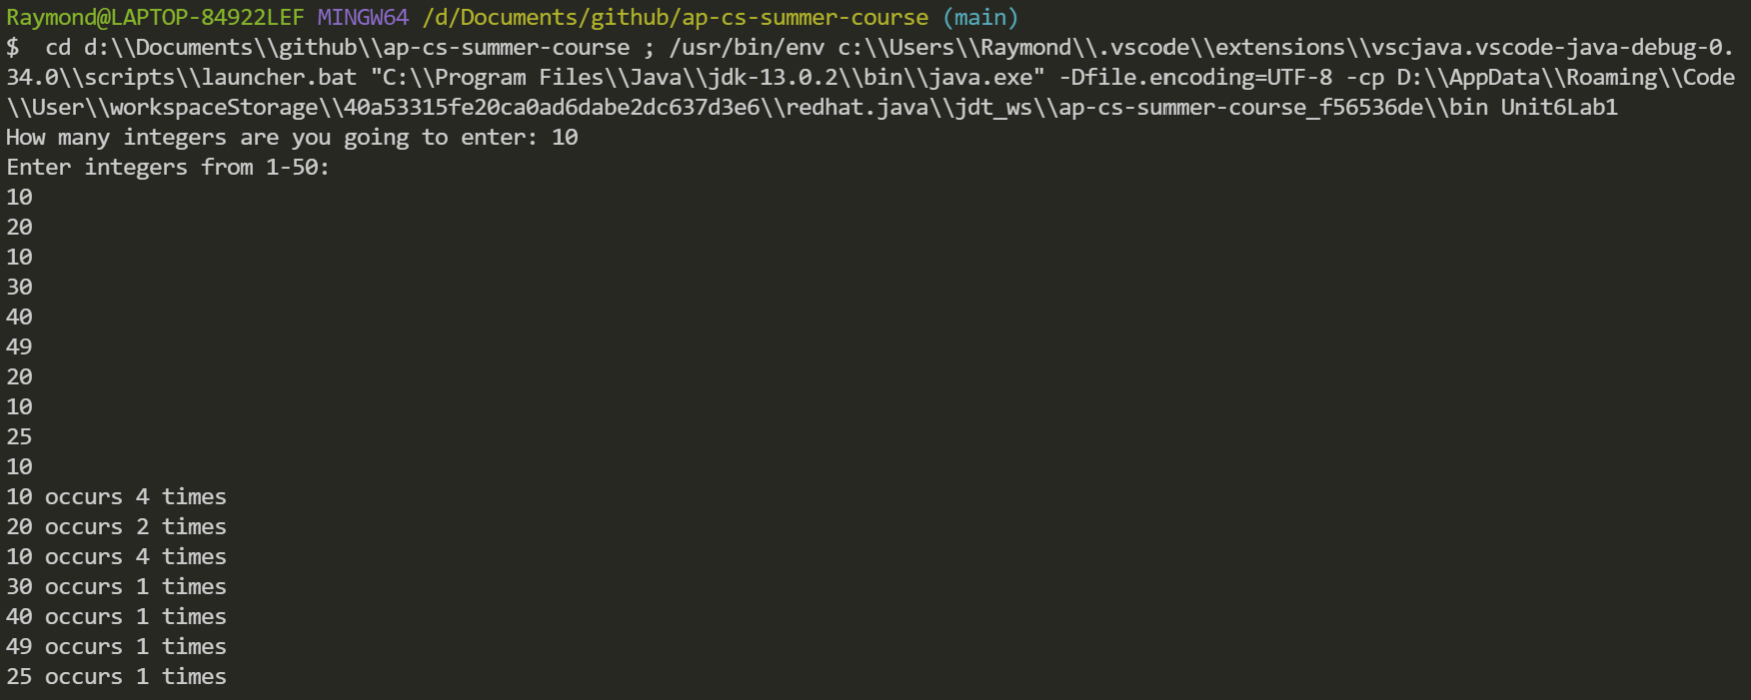 Raymond@LAPTOP-84922LEF MINGW64 /d/Documents/github/ap-cs-summer-course (main)
$  cd d:\\Documents\\github\\ap-cs-summer-course ; /usr/bin/env c:\\Users\\Raymond\\.vscode\\extensions\\vscjava.vscode-java-debug-0.
34.0\\scripts\\launcher.bat "C:\\Program Files\\Java\\jdk-13.0.2\\bin\\java.exe" -Dfile.encoding=UTF-8 -cp D:\\AppData\\Roaming\\Code
\\User\\workspaceStorage\\40a53315fe20ca0ad6dabe2dc637d3e6\\redhat.java\\jdt_ws\\ap-cs-summer-course_f56536de\\bin Unit6Lab1
How many integers are you going to enter: 10
Enter integers from 1-50:
10
20
10
30
40
49
20
10
25
10
10 occurs 4 times
20 occurs 2 times
10 occurs 4 times
30 occurs 1 times
40 occurs 1 times
49 occurs 1 times
25 occurs 1 times